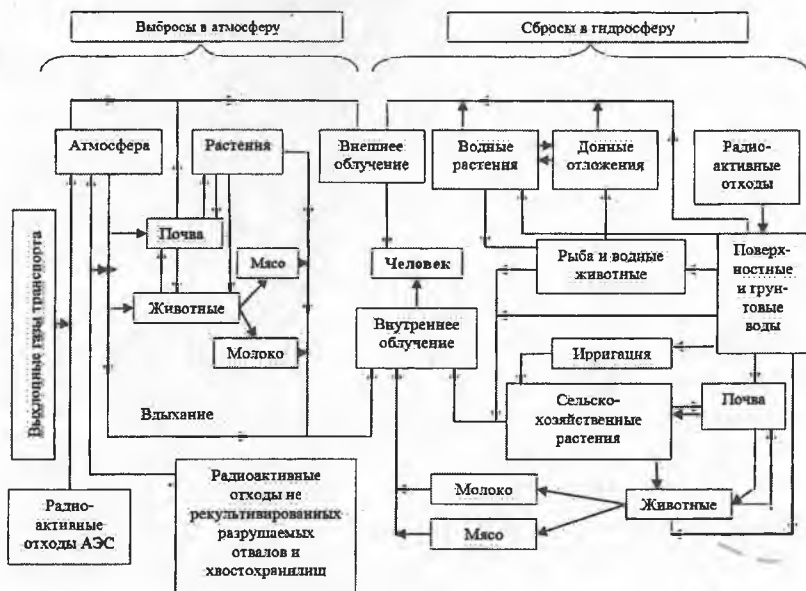 Выбросы в атмосферу
Сбросы в гидросферу
Атмосфера
Растения
Внешнее
облучение
Водные
растения
Донные
отложения
Радио-
активные
отходы
Выхлопные газы транспорта
Почва
Мясо
Животные
Молоко
Человек
Внутреннее
облучение
Рыба и водные
животные
Поверх-
ностные
и грун-
товые
воды
Ирригация
Сельско-
хозяйственные
растения
Почва
Вдыхание
Радио-
активные
отходы АЭС
Радиоактивные
отходы не
рекультивированных
разрушаемых
отвалов и
хвостохранилищ
Молоко
Мясо
Животные